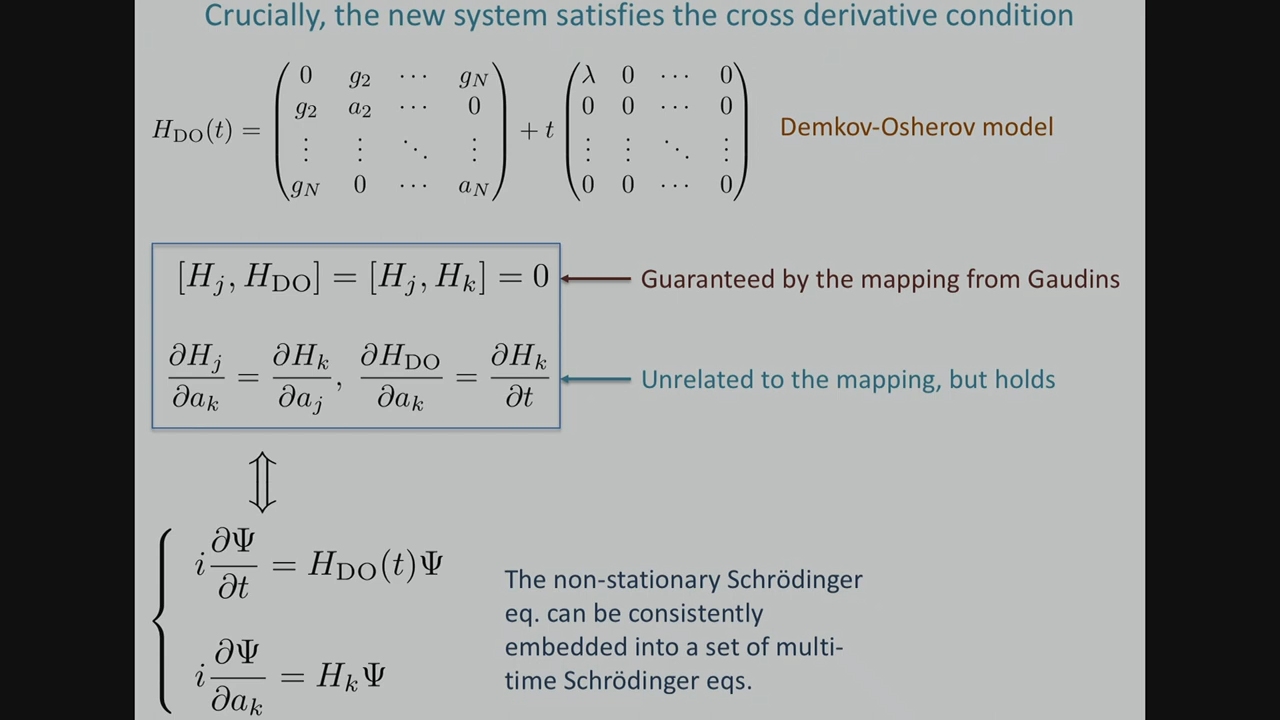 Crucially, the new system satisfies the cross derivative condition
H_DO(t) = ( 0 g_2 ⋯ g_N
g_2 a_2 ⋯ 0
⋮ ⋮ ⋱ ⋮
g_N 0 ⋯ a_N ) + t ( λ 0 ⋯ 0
0 0 ⋯ 0
⋮ ⋮ ⋱ ⋮
0 0 ⋯ 0 )
Demkov-Osherov model
[H_j, H_DO] = [H_j, H_k] = 0
Guaranteed by the mapping from Gaudins
∂H_j/∂a_k = ∂H_k/∂a_j, ∂H_DO/∂a_k = ∂H_k/∂t
Unrelated to the mapping, but holds
⇕
i ∂Ψ/∂t = H_DO(t)Ψ
i ∂Ψ/∂a_k = H_kΨ
The non-stationary Schrödinger
eq. can be consistently
embedded into a set of multi-
time Schrödinger eqs.